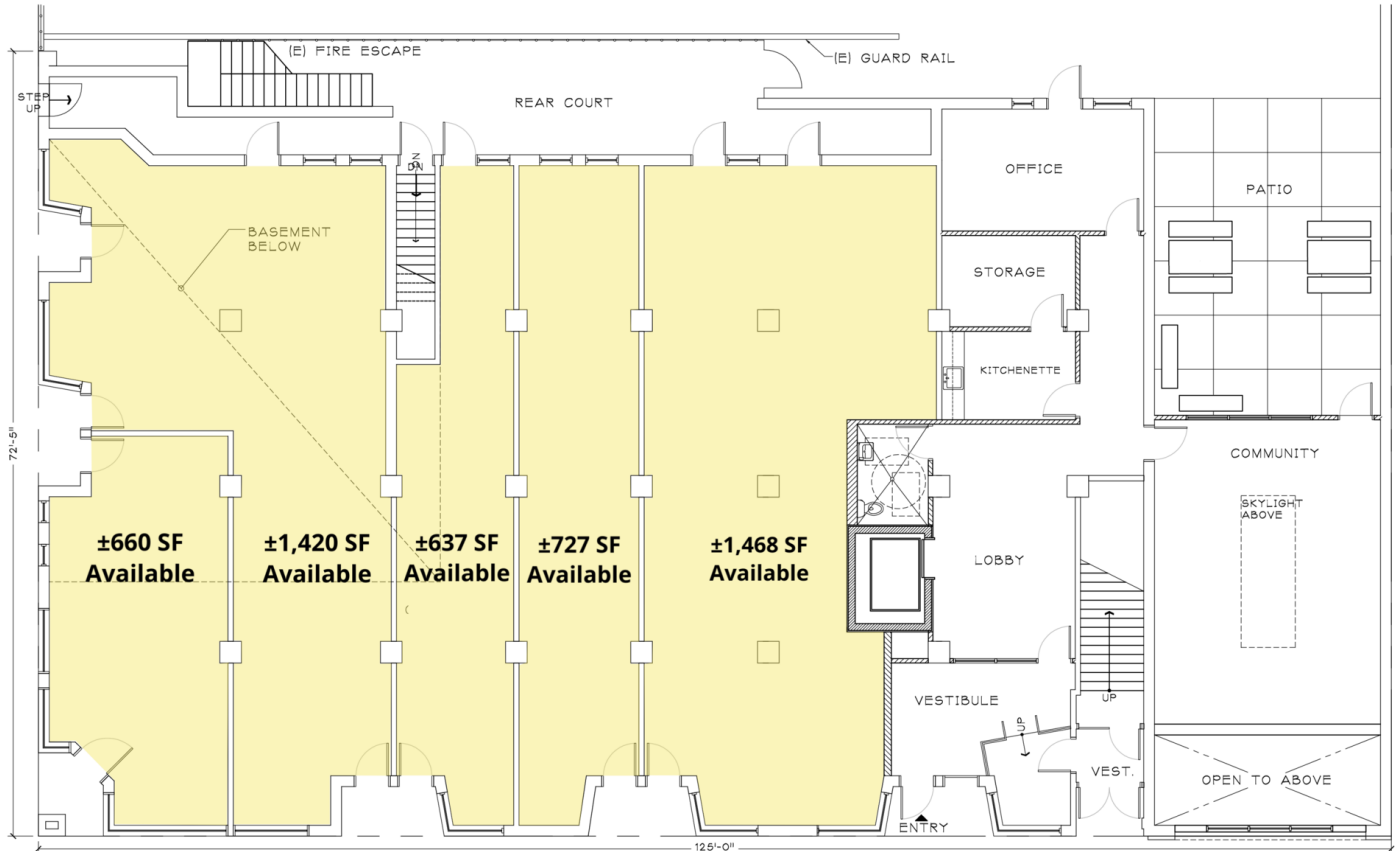 (E) FIRE ESCAPE
(E) GUARD RAIL
STEP
UP
REAR COURT
DN
OFFICE
PATIO
BASEMENT
BELOW
STORAGE
KITCHENETTE
72'-5"
COMMUNITY
SKYLIGHT
ABOVE
±660 SF
Available
±1,420 SF
Available
±637 SF
Available
±727 SF
Available
±1,468 SF
Available
LOBBY
UP
VESTIBULE
UP
VEST.
OPEN TO ABOVE
ENTRY
125'-0"